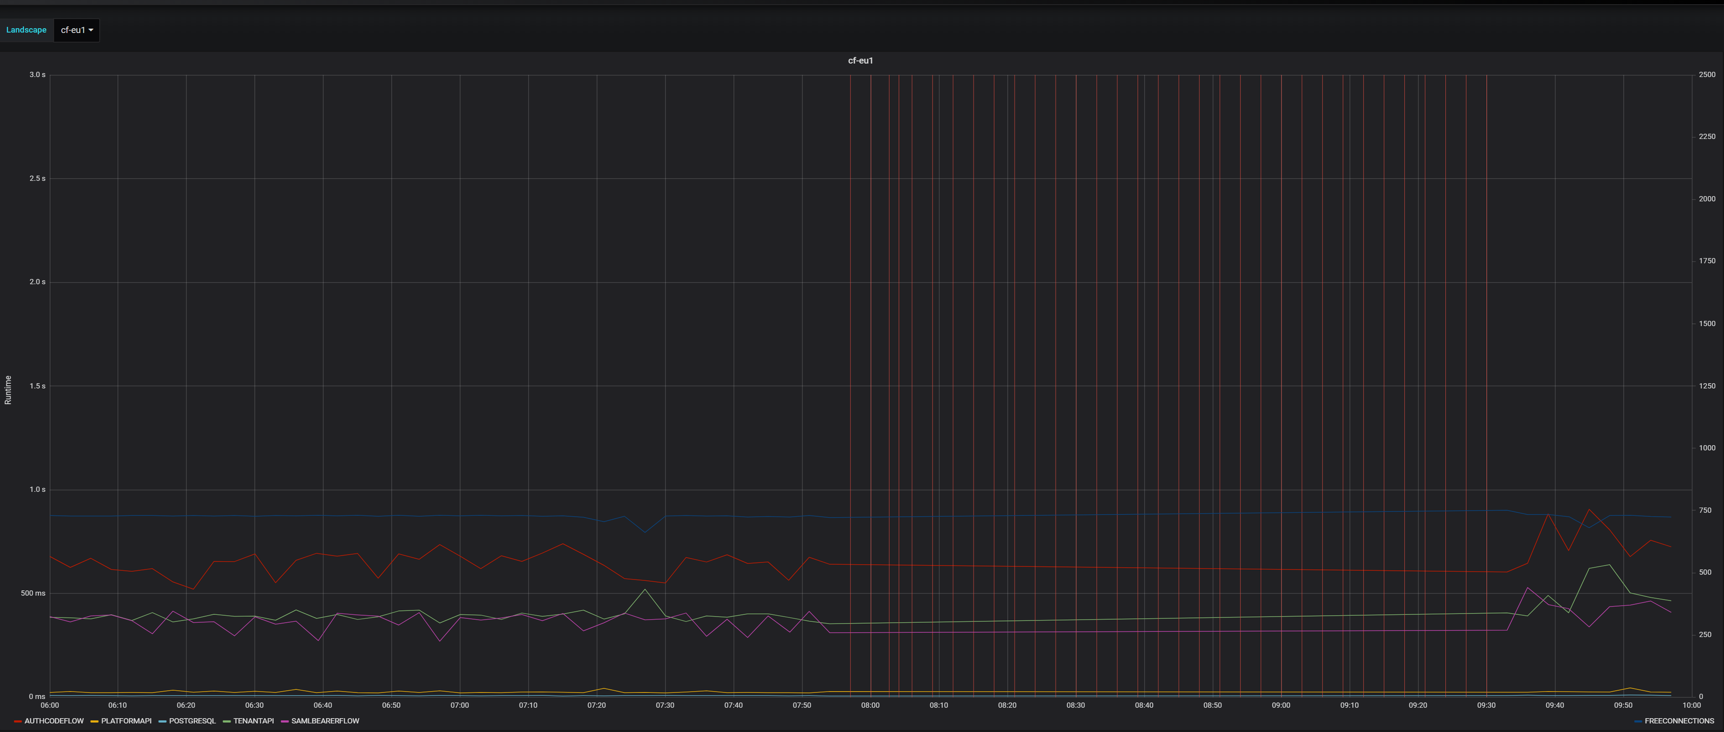 Landscape cf-eu1
cf-eu1
3.0 s 2500
2250
2.5 s
2000
2.0 s
1750
1500
1.5 s 1250
Runtime
1000
1.0 s
750
500 ms 500
250
0 ms 0
06:00 06:10 06:20 06:30 06:40 06:50 07:00 07:10 07:20 07:30 07:40 07:50 08:00 08:10 08:20 08:30 08:40 08:50 09:00 09:10 09:20 09:30 09:40 09:50 10:00
AUTHCODEFLOW PLATFORMAPI POSTGRESQL TENANTAPI SAMLBEARERFLOW FREECONNECTIONS